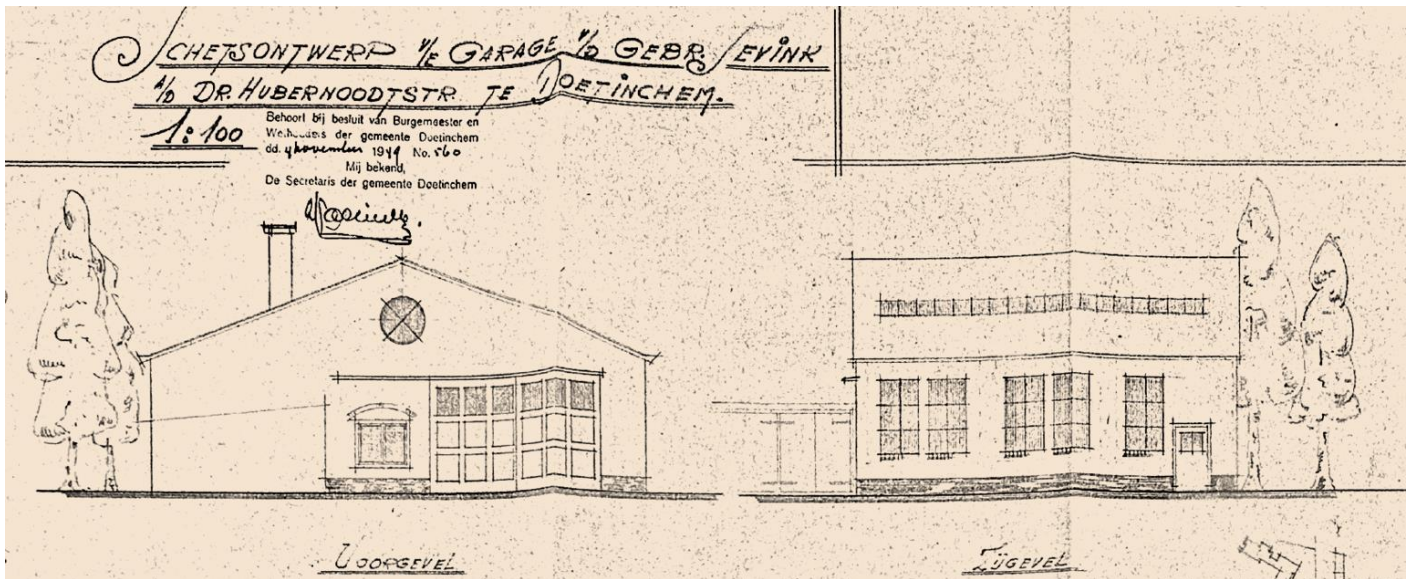 SCHETSONTWERP V/E GARAGE V/D GEBR. SEVINK
A/D DR. HUBERNOODTSTR. TE DOETINCHEM.
1:100
Behoort bij besluit van Burgemeester en
Wethouders der gemeente Doetinchem
dd. 4 november 1949 No. 560
Mij bekend,
De Secretaris der gemeente Doetinchem
VOORGEVEL
ZIJGEVEL